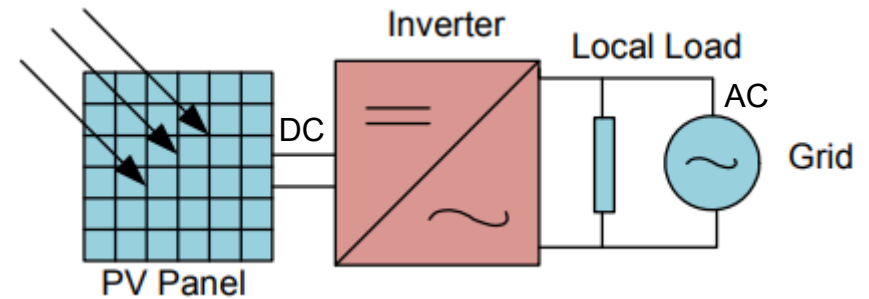 Inverter
Local Load
AC
DC
Grid
PV Panel